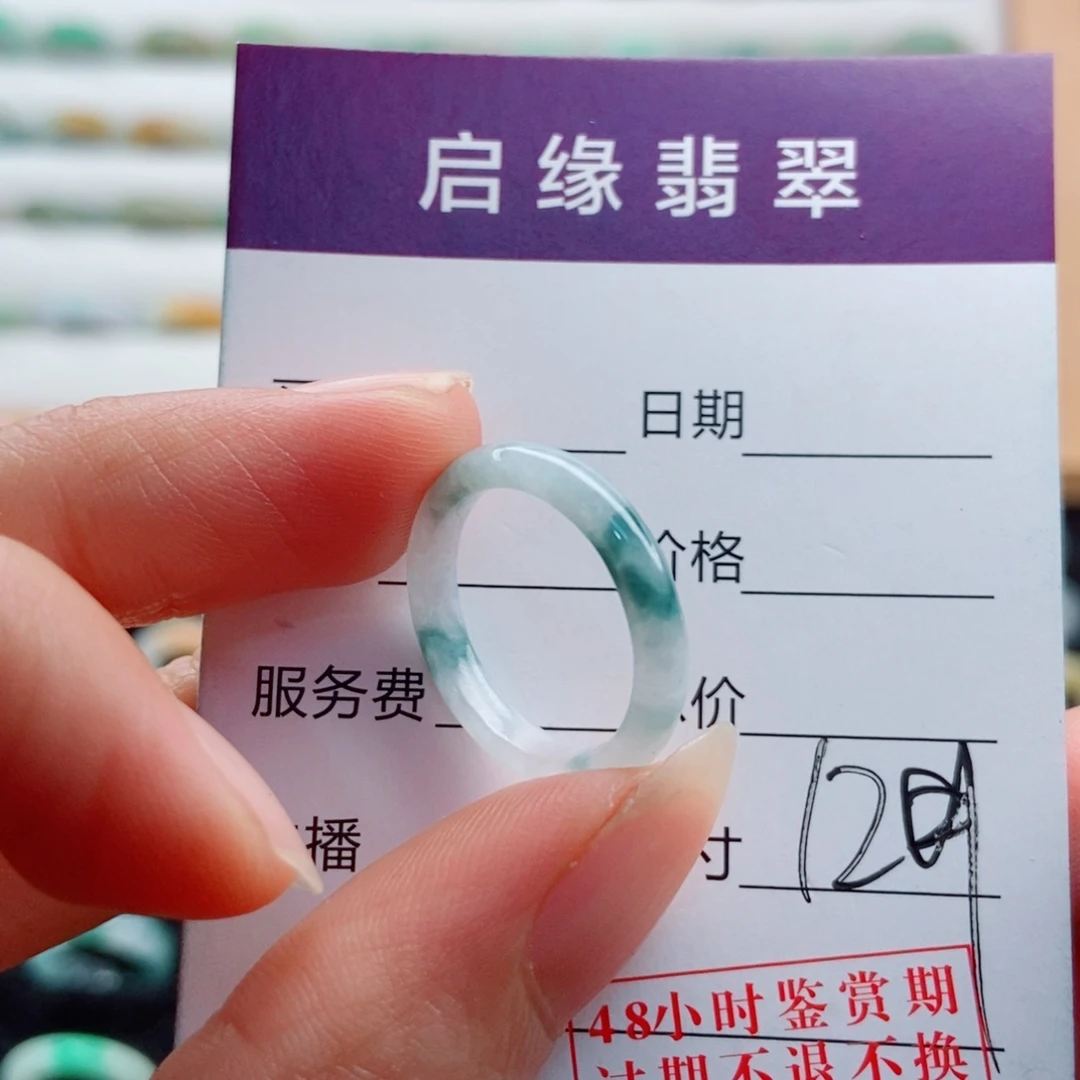 启缘翡翠
日期
价格
服务费 价
播 寸
48小时鉴赏期
过期不退不换